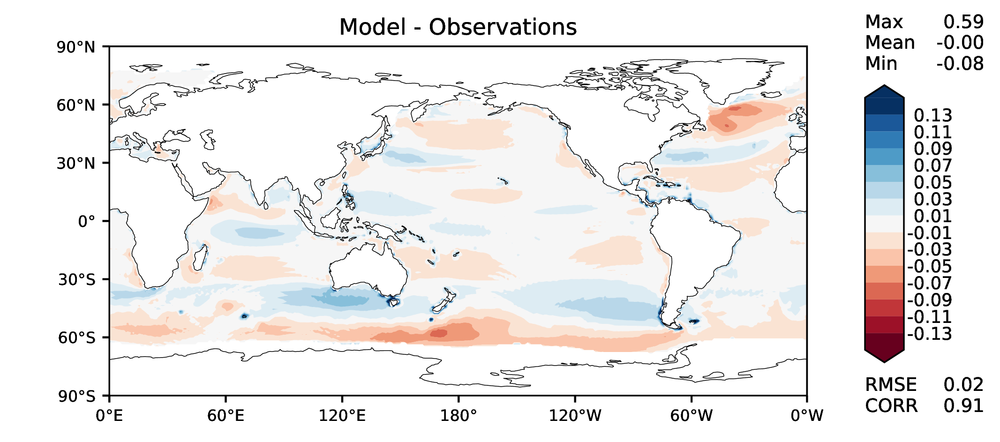 Model - Observations
Max 0.59
Mean -0.00
Min -0.08
90°N
60°N
30°N
0°
30°S
60°S
90°S
0°E 60°E 120°E 180° 120°W 60°W 0°W
0.13
0.11
0.09
0.07
0.05
0.03
0.01
-0.01
-0.03
-0.05
-0.07
-0.09
-0.11
-0.13
RMSE 0.02
CORR 0.91